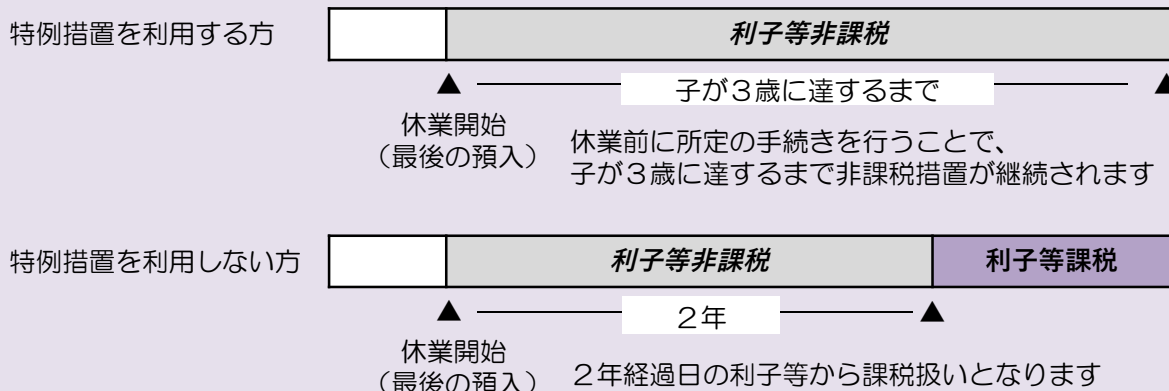 特例措置を利用する方
利子等非課税
子が３歳に達するまで
休業開始
（最後の預入）
休業前に所定の手続きを行うことで、
子が３歳に達するまで非課税措置が継続されます
特例措置を利用しない方
利子等非課税
利子等課税
２年
休業開始
（最後の預入）
２年経過日の利子等から課税扱いとなります